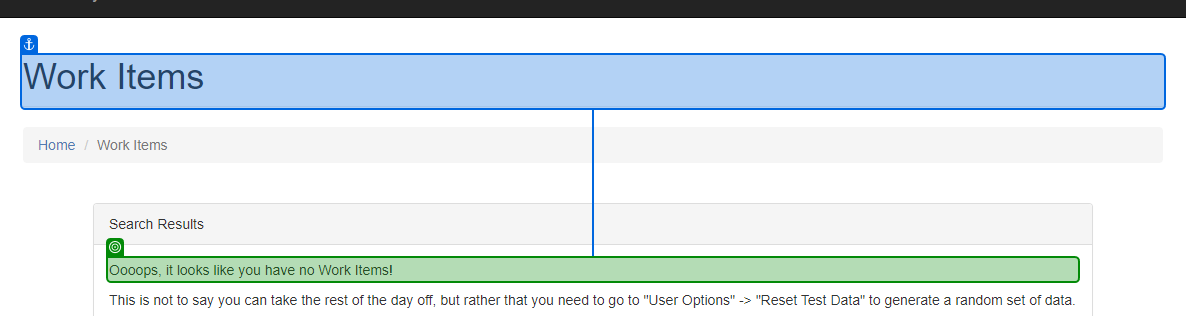 Work Items
Home / Work Items
Search Results
Oooops, it looks like you have no Work Items!
This is not to say you can take the rest of the day off, but rather that you need to go to "User Options" -> "Reset Test Data" to generate a random set of data.